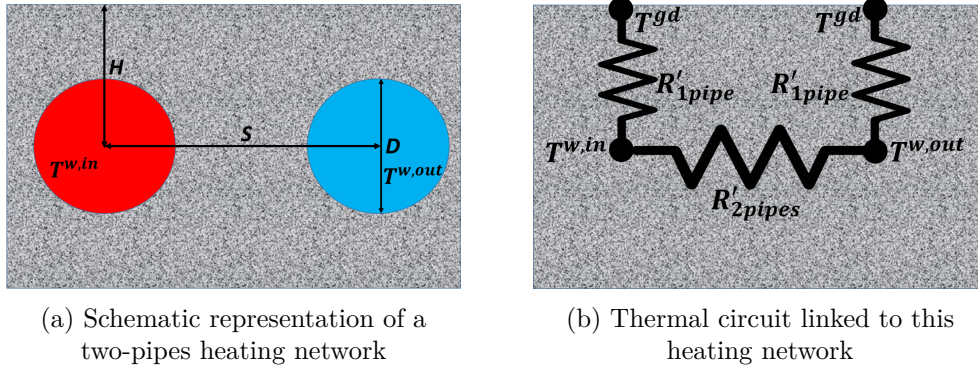 H
S
D
T^{w,in}
T^{w,out}
T^{gd}
T^{gd}
R'_{1pipe}
R'_{1pipe}
T^{w,in}
T^{w,out}
R'_{2pipes}
(a) Schematic representation of a
two-pipes heating network
(b) Thermal circuit linked to this
heating network